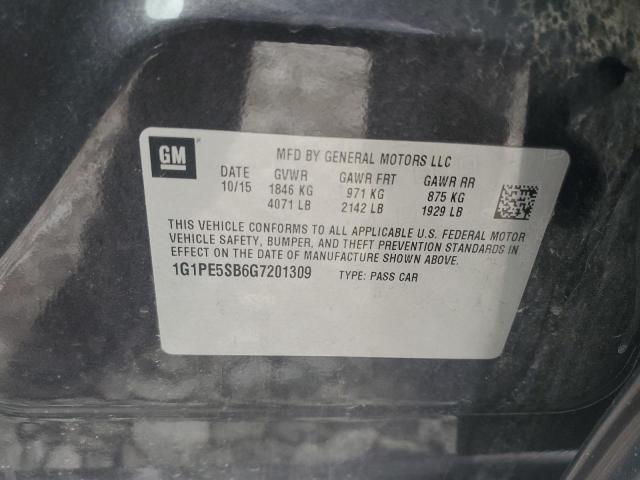 GM
MFD BY GENERAL MOTORS LLC
DATE GVWR GAWR FRT GAWR RR
10/15 1846 KG 971 KG 875 KG
4071 LB 2142 LB 1929 LB
THIS VEHICLE CONFORMS TO ALL APPLICABLE U.S. FEDERAL MOTOR
VEHICLE SAFETY, BUMPER, AND THEFT PREVENTION STANDARDS IN
EFFECT ON THE DATE OF MANUFACTURE SHOWN ABOVE.
1G1PE5SB6G7201309 TYPE: PASS CAR